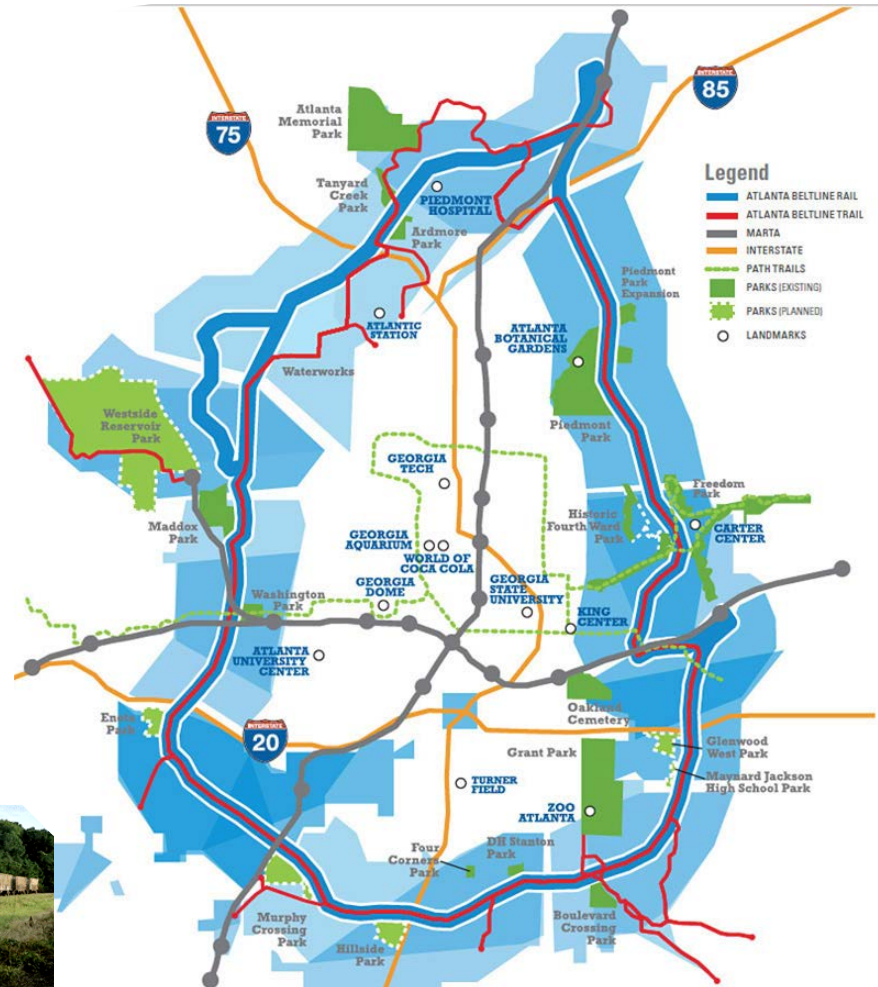 INTERSTATE
85
INTERSTATE
75
Atlanta
Memorial
Park
Legend
ATLANTA BELTLINE RAIL
ATLANTA BELTLINE TRAIL
MARTA
INTERSTATE
PATH TRAILS
PARKS (EXISTING)
PARKS (PLANNED)
LANDMARKS
Tanyard
Creek
Park
PIEDMONT
HOSPITAL
Ardmore
Park
Piedmont
Park
Expansion
ATLANTIC
STATION
ATLANTA
BOTANICAL
GARDENS
Waterworks
Westside
Reservoir
Park
Piedmont
Park
GEORGIA
TECH
Freedom
Park
Maddox
Park
Historic
Fourth Ward
Park
CARTER
CENTER
GEORGIA
AQUARIUM
WORLD OF
COCA COLA
GEORGIA
DOME
GEORGIA
STATE
UNIVERSITY
Washington
Park
KING
CENTER
ATLANTA
UNIVERSITY
CENTER
Enota
Park
INTERSTATE
20
Oakland
Cemetery
Grant Park
Glenwood
West Park
Maynard Jackson
High School Park
TURNER
FIELD
ZOO
ATLANTA
Four
Corners
Park
DH Stanton
Park
Murphy
Crossing
Park
Hillside
Park
Boulevard
Crossing
Park